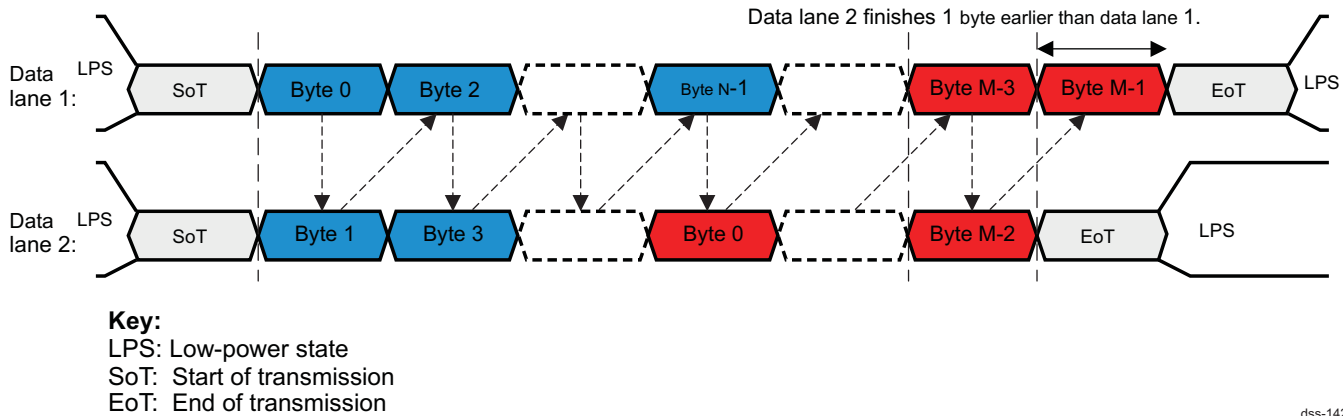 Data lane 2 finishes 1 byte earlier than data lane 1.
Data lane 1:
LPS
SoT
Byte 0
Byte 2
Byte N-1
Byte M-3
Byte M-1
EoT
LPS
Data lane 2:
LPS
SoT
Byte 1
Byte 3
Byte 0
Byte M-2
EoT
LPS
Key:
LPS: Low-power state
SoT: Start of transmission
EoT: End of transmission